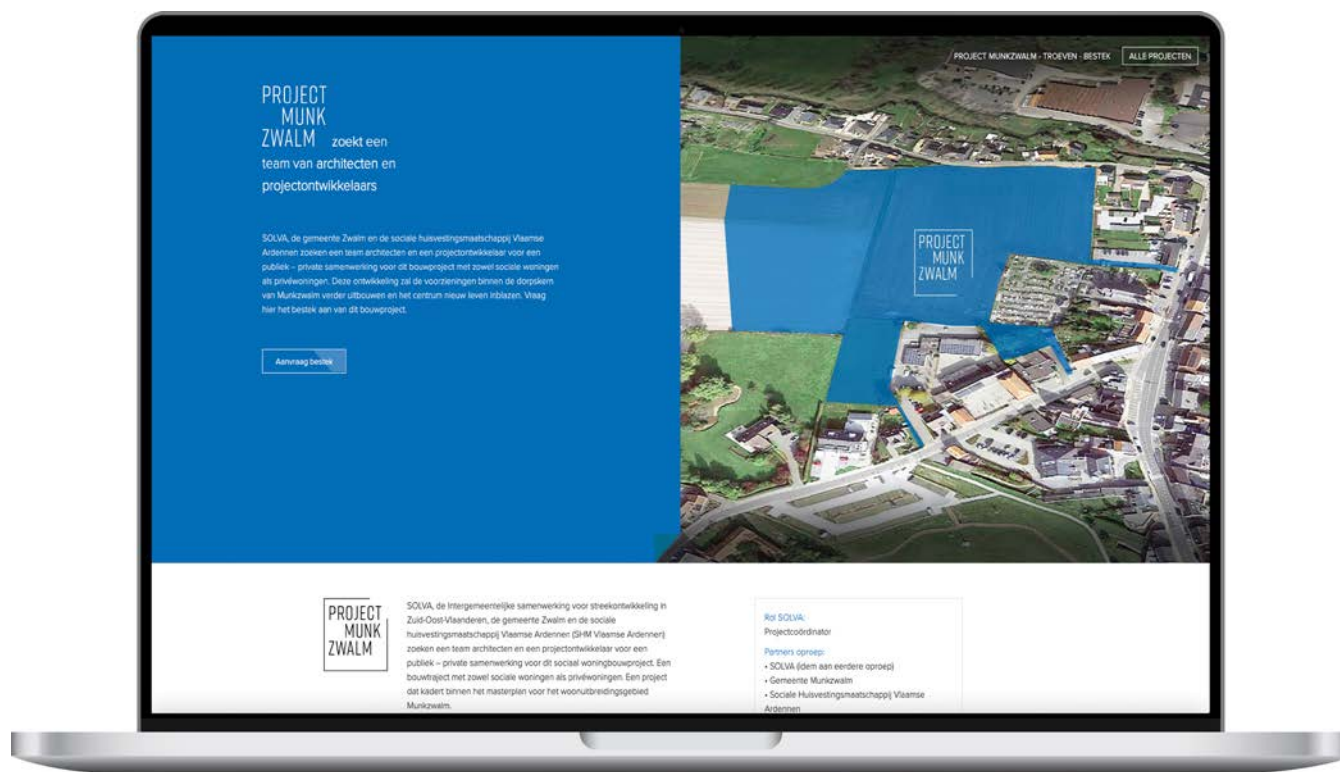 PROJECT MUNKZWALM - TROEVEN - BESTEK ALLE PROJECTEN
PROJECT
MUNK
ZWALM zoekt een
team van architecten en
projectontwikkelaars
SOLVA, de gemeente Zwalm en de sociale huisvestingsmaatschappij Vlaamse
Ardennen zoeken een team architecten en een projectontwikkelaar voor een
publiek – private samenwerking voor dit bouwproject met zowel sociale woningen
als privéwoningen. Deze ontwikkeling zal de voorzieningen binnen de dorpskern
van Munkzwalm verder uitbouwen en het centrum nieuw leven inblazen. Vraag
hier het bestek aan van dit bouwproject.
Aanvraag bestek
PROJECT
MUNK
ZWALM
PROJECT
MUNK
ZWALM
SOLVA, de Intergemeentelijke samenwerking voor streekontwikkeling in
Zuid-Oost-Vlaanderen, de gemeente Zwalm en de sociale
huisvestingsmaatschappij Vlaamse Ardennen (SHM Vlaamse Ardennen)
zoeken een team architecten en een projectontwikkelaar voor een
publiek – private samenwerking voor dit sociaal woningbouwproject. Een
bouwtraject met zowel sociale woningen als privéwoningen. Een project
dat kadert binnen het masterplan voor het woonuitbreidingsgebied
Munkzwalm.
Rol SOLVA:
Projectcoördinator
Partners oproep:
• SOLVA (idem aan eerdere oproep)
• Gemeente Munkzwalm
• Sociale Huisvestingsmaatschappij Vlaamse
Ardennen